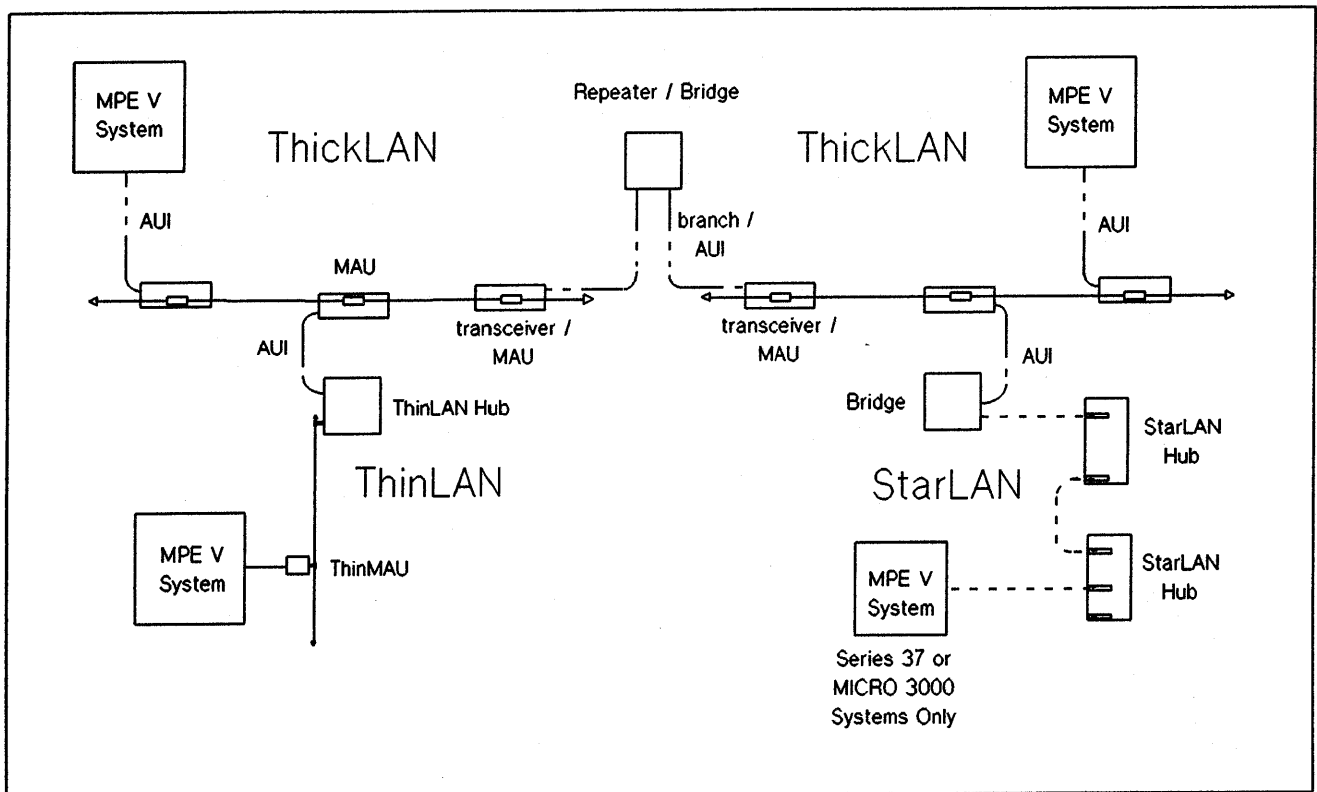 MPE V
System
ThickLAN
Repeater / Bridge
ThickLAN
MPE V
System
AUI
branch /
AUI
AUI
MAU
transceiver /
MAU
transceiver /
MAU
AUI
AUI
ThinLAN Hub
Bridge
StarLAN
Hub
ThinLAN
StarLAN
MPE V
System
ThinMAU
MPE V
System
StarLAN
Hub
Series 37 or
MICRO 3000
Systems Only